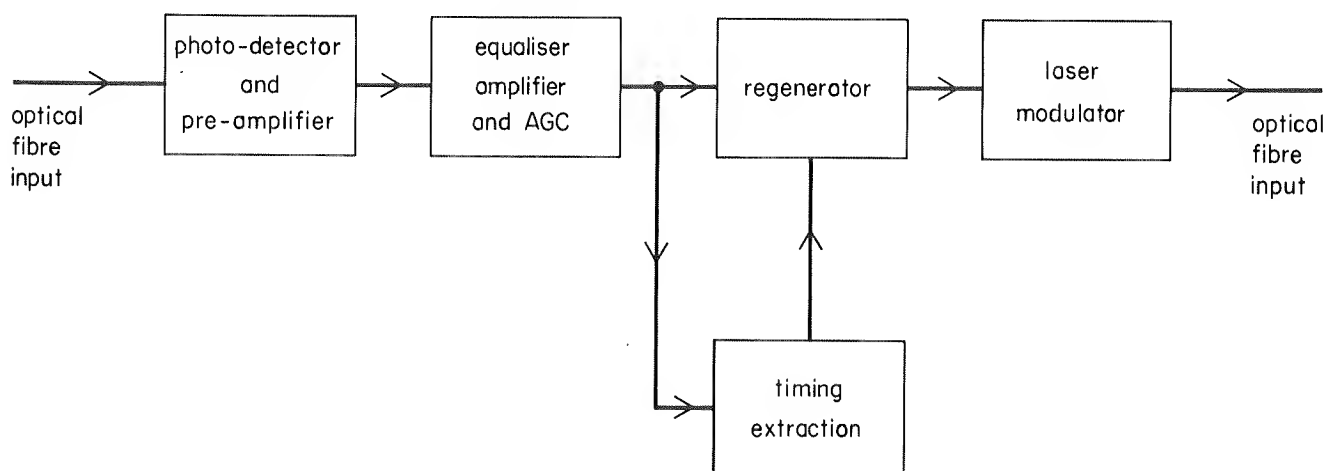 optical
fibre
input
photo-detector
and
pre-amplifier
equaliser
amplifier
and AGC
regenerator
laser
modulator
optical
fibre
input
timing
extraction